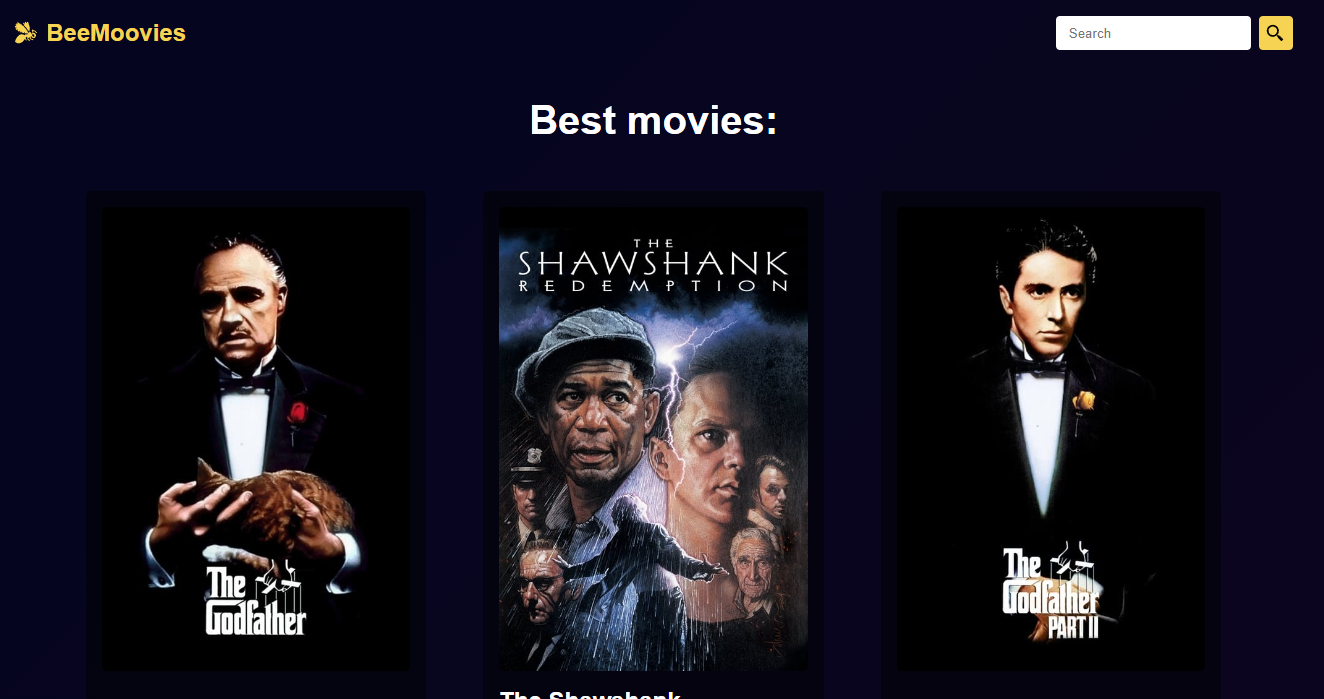 BeeMoovies
Search
Best movies:
The
Godfather
THE
SHAWSHANK
REDEMPTION
The
Godfather
PART II
The Shawshank